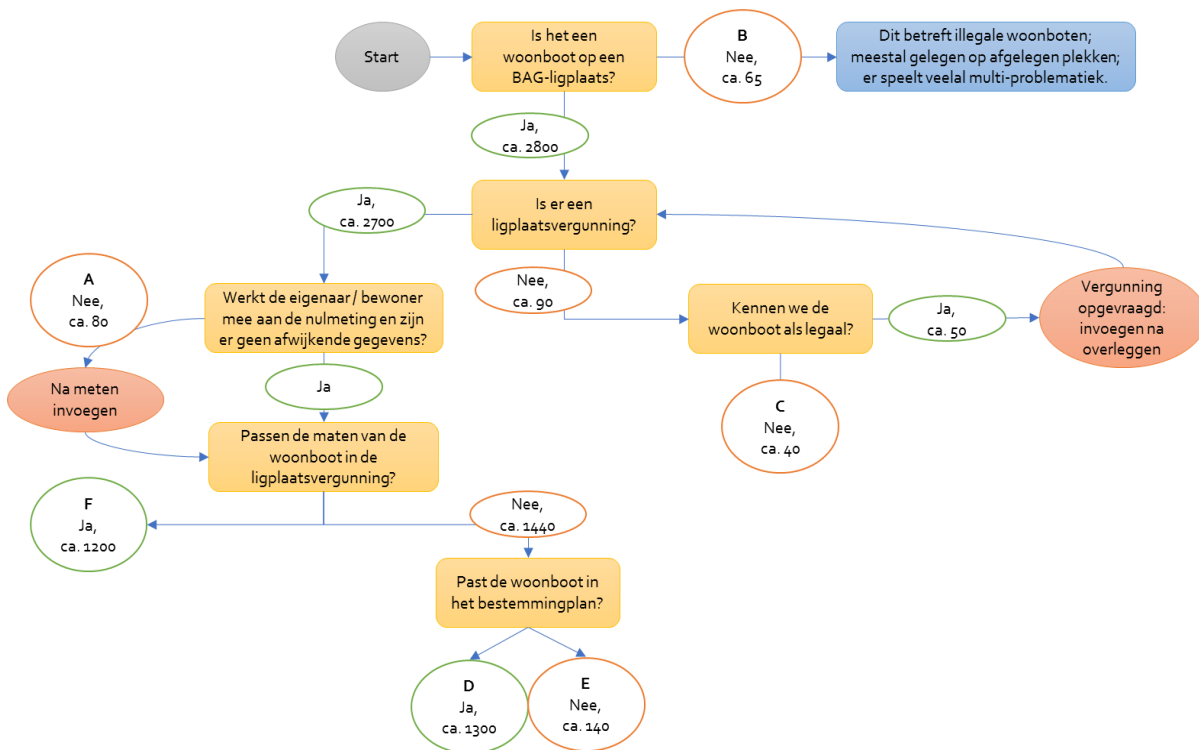 Start
Is het een
woonboot op een
BAG-ligplaats?
B
Nee,
ca. 65
Dit betreft illegale woonboten;
meestal gelegen op afgelegen plekken;
er speelt veelal multi-problematiek.
Ja,
ca. 2800
Is er een
ligplaatsvergunning?
Ja,
ca. 2700
Nee,
ca. 90
A
Nee,
ca. 80
Werkt de eigenaar/ bewoner
mee aan de nulmeting en zijn
er geen afwijkende gegevens?
Kennen we de
woonboot als legaal?
Ja,
ca. 50
Vergunning
opgevraagd:
invoegen na
overleggen
Na meten
invoegen
Ja
C
Nee,
ca. 40
Passen de maten van de
woonboot in de
ligplaatsvergunning?
F
Ja,
ca. 1200
Nee,
ca. 1440
Past de woonboot in
het bestemmingplan?
D
Ja,
ca. 1300
E
Nee,
ca. 140